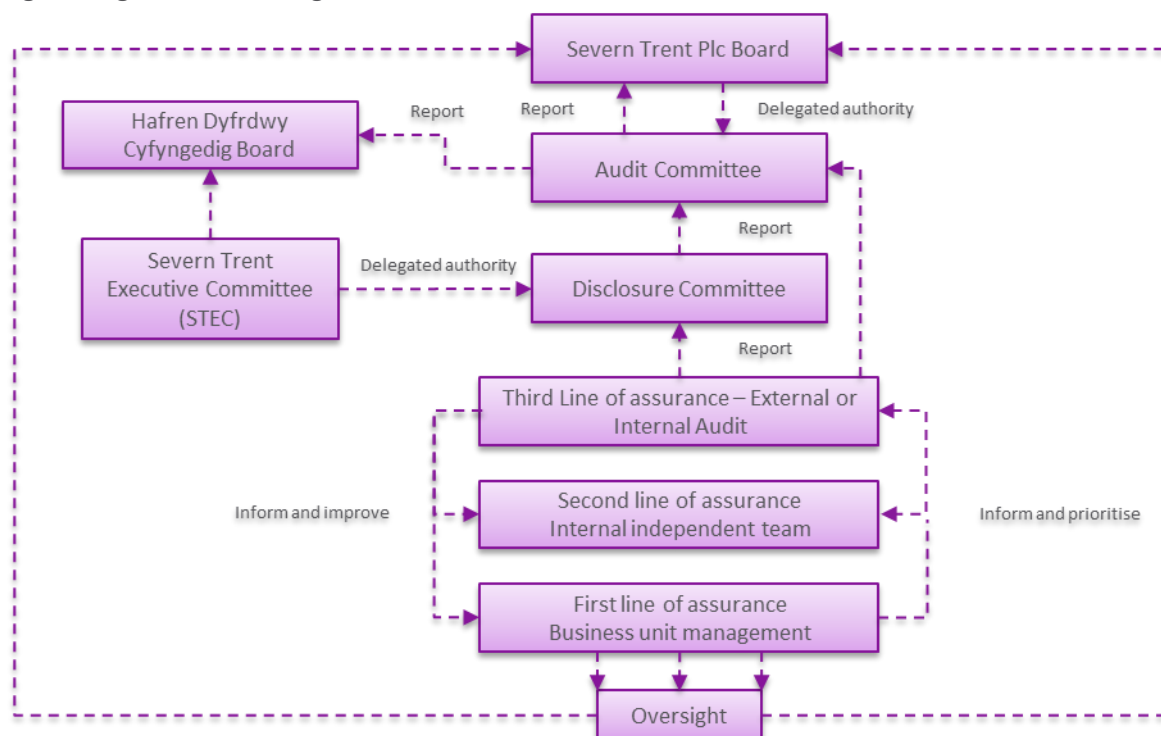 Severn Trent Plc Board
Report
Report
Delegated authority
Hafren Dyfrdwy
Cyfyngedig Board
Audit Committee
Report
Severn Trent
Executive Committee
(STEC)
Delegated authority
Disclosure Committee
Report
Third Line of assurance – External or
Internal Audit
Inform and improve
Second line of assurance
Internal independent team
Inform and prioritise
First line of assurance
Business unit management
Oversight